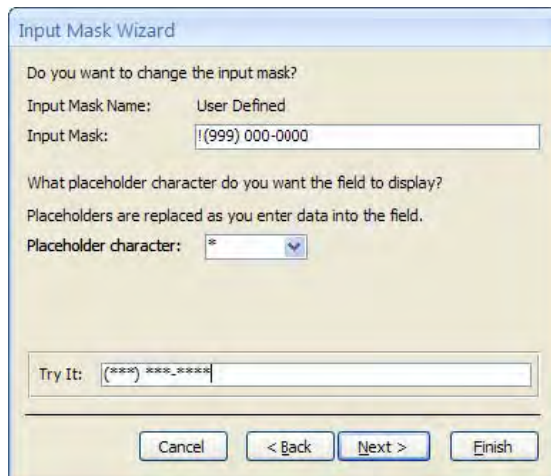 Input Mask Wizard
Do you want to change the input mask?
Input Mask Name: User Defined
Input Mask: !(999) 000-0000
What placeholder character do you want the field to display?
Placeholders are replaced as you enter data into the field.
Placeholder character: *
Try It: (***) ***-****
Cancel < Back Next > Finish